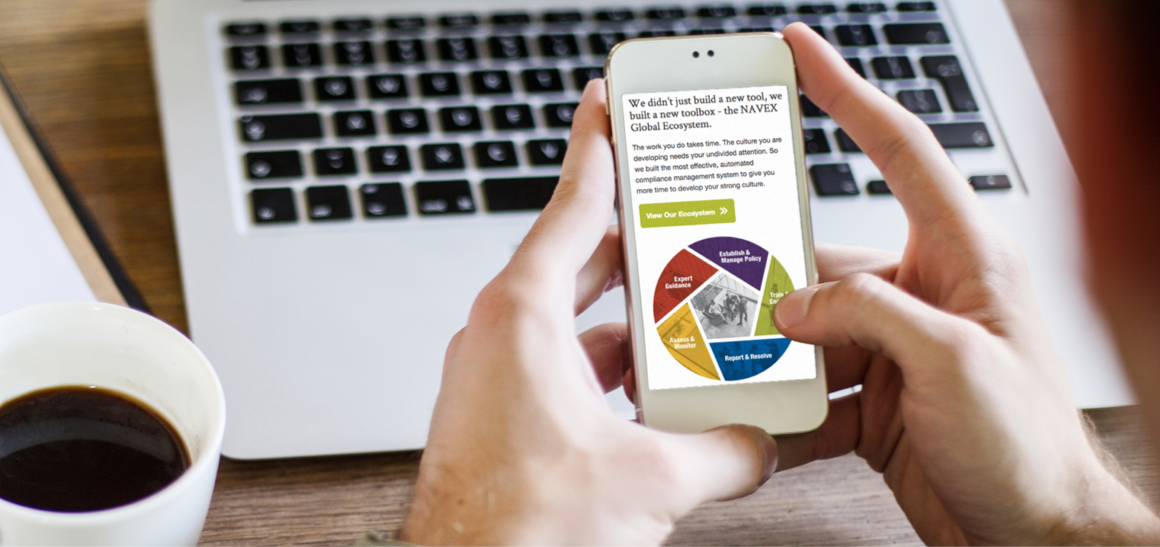 We didn't just build a new tool, we
built a new toolbox - the NAVEX
Global Ecosystem.
The work you do takes time. The culture you are
developing needs your undivided attention. So
we built the most effective, automated
compliance management system to give you
more time to develop your strong culture.
View Our Ecosystem
Establish &
Manage Policy
Expert
Guidance
Train &
Assess &
Monitor
Report & Resolve